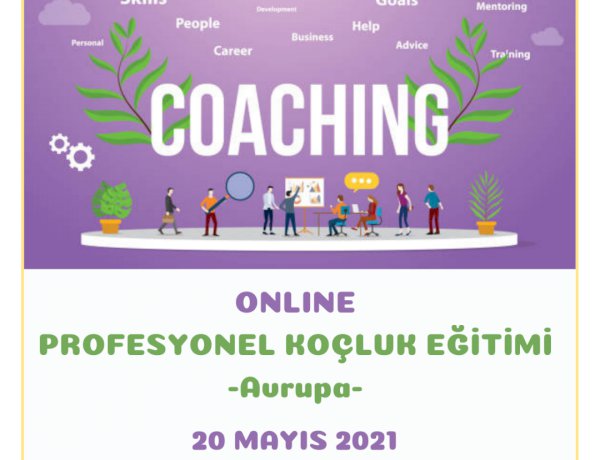 Skills
Development
Goals
Mentoring
People
Help
Business
Personal
Career
Advice
Training
COACHING
ONLINE
PROFESYONEL KOÇLUK EĞİTİMİ
-Avrupa-
20 MAYIS 2021